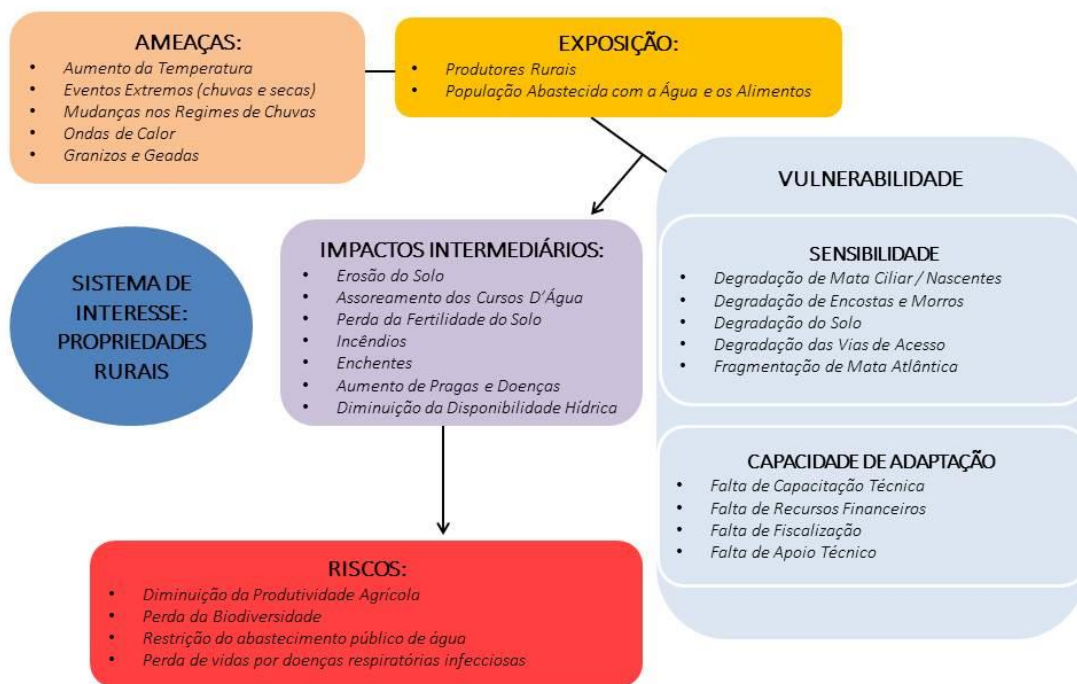 AMEAÇAS:
• Aumento da Temperatura
• Eventos Extremos (chuvas e secas)
• Mudanças nos Regimes de Chuvas
• Ondas de Calor
• Granizos e Geadas
EXPOSIÇÃO:
• Produtores Rurais
• População Abastecida com a Água e os Alimentos
SISTEMA DE
INTERESSE:
PROPRIEDADES
RURAIS
IMPACTOS INTERMEDIÁRIOS:
• Erosão do Solo
• Assoreamento dos Cursos D’Água
• Perda da Fertilidade do Solo
• Incêndios
• Enchentes
• Aumento de Pragas e Doenças
• Diminuição da Disponibilidade Hídrica
VULNERABILIDADE
SENSIBILIDADE
• Degradação de Mata Ciliar / Nascentes
• Degradação de Encostas e Morros
• Degradação do Solo
• Degradação das Vias de Acesso
• Fragmentação de Mata Atlântica
CAPACIDADE DE ADAPTAÇÃO
• Falta de Capacitação Técnica
• Falta de Recursos Financeiros
• Falta de Fiscalização
• Falta de Apoio Técnico
RISCOS:
• Diminuição da Produtividade Agrícola
• Perda da Biodiversidade
• Restrição do abastecimento público de água
• Perda de vidas por doenças respiratórias infecciosas